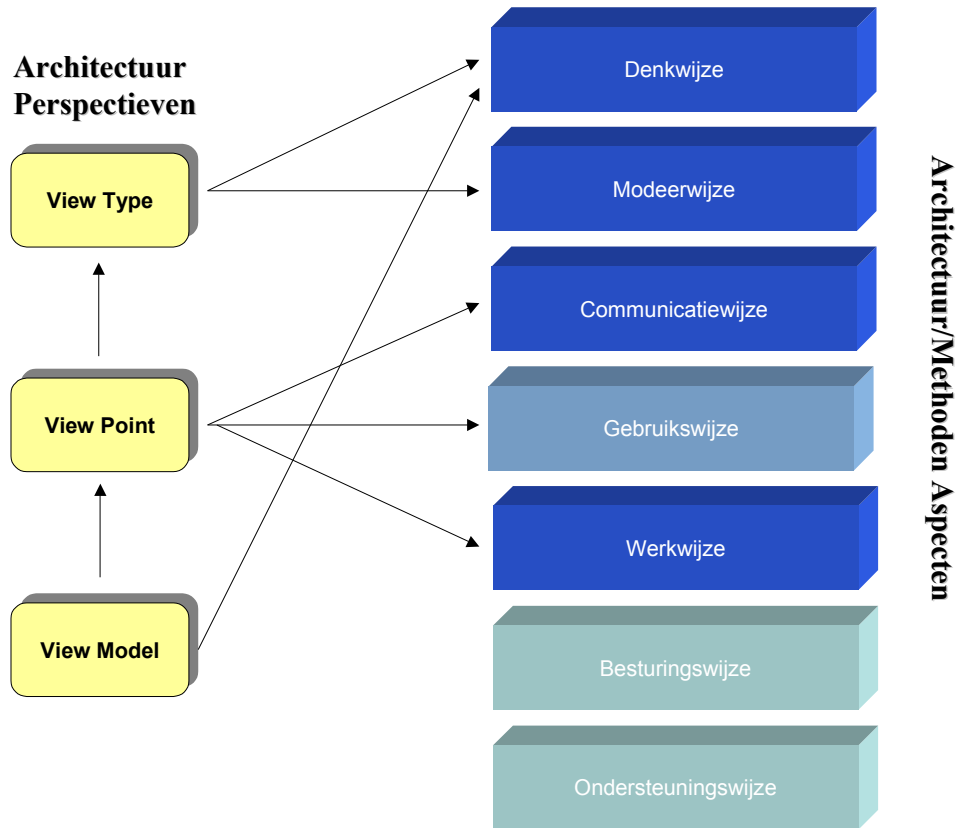 Architectuur
Perspectieven
View Type
View Point
View Model
Denkwijze
Modeerwijze
Communicatiewijze
Gebruikswijze
Werkwijze
Besturingswijze
Ondersteuningswijze
Architectuur/Methoden Aspecten